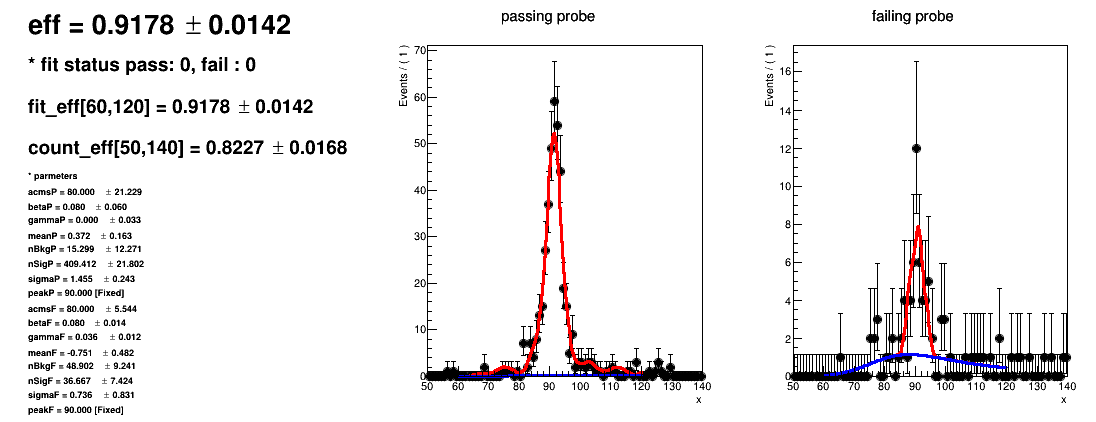 eff = 0.9178 ± 0.0142
* fit status pass: 0, fail : 0
fit_eff[60,120] = 0.9178 ± 0.0142
count_eff[50,140] = 0.8227 ± 0.0168
* parmeters
acmsP = 80.000 ± 21.229
betaP = 0.080 ± 0.060
gammaP = 0.000 ± 0.033
meanP = 0.372 ± 0.163
nBkgP = 15.299 ± 12.271
nSigP = 409.412 ± 21.802
sigmaP = 1.455 ± 0.243
peakP = 90.000 [Fixed]
acmsF = 80.000 ± 5.544
betaF = 0.080 ± 0.014
gammaF = 0.036 ± 0.012
meanF = -0.751 ± 0.482
nBkgF = 48.902 ± 9.241
nSigF = 36.667 ± 7.424
sigmaF = 0.736 ± 0.831
peakF = 90.000 [Fixed]
passing probe
Events / ( 1 )
70
60
50
40
30
20
10
0
50 60 70 80 90 100 110 120 130 140
x
failing probe
Events / ( 1 )
16
14
12
10
8
6
4
2
0
50 60 70 80 90 100 110 120 130 140
x